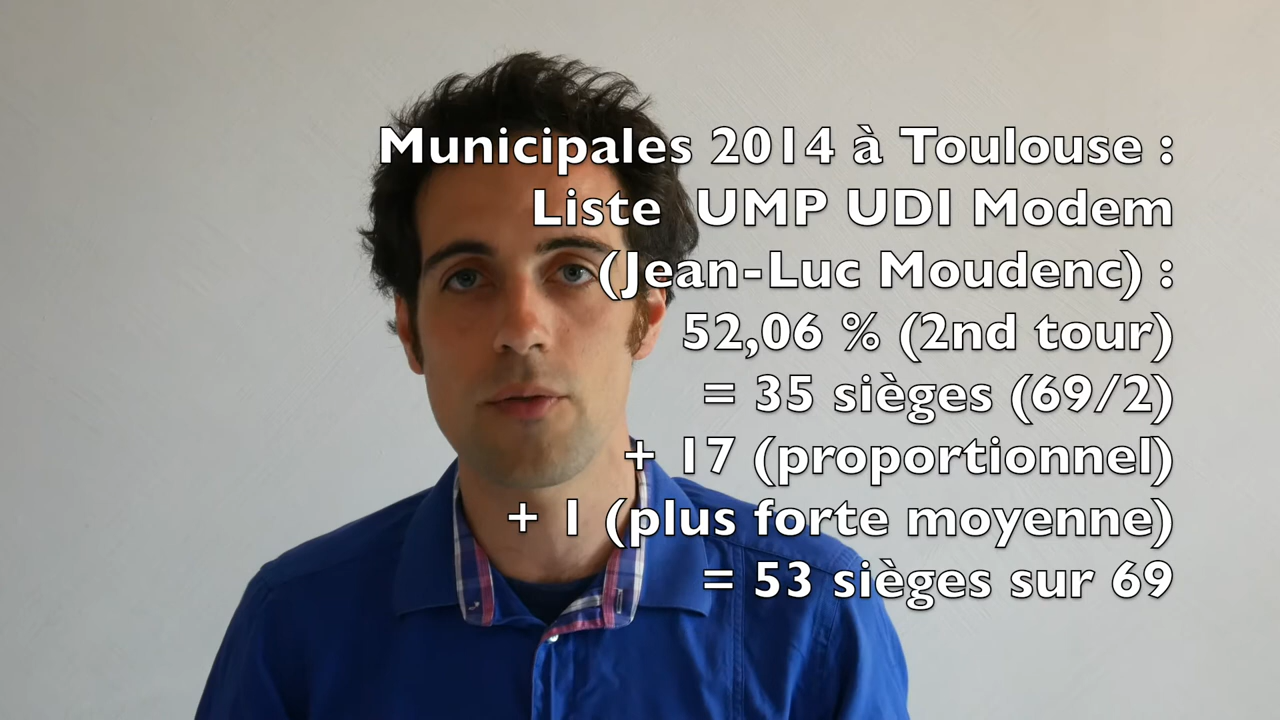 Municipales 2014 à Toulouse :
Liste UMP UDI Modem
(Jean-Luc Moudenc) :
52,06 % (2nd tour)
= 35 sièges (69/2)
+ 17 (proportionnel)
+ 1 (plus forte moyenne)
= 53 sièges sur 69